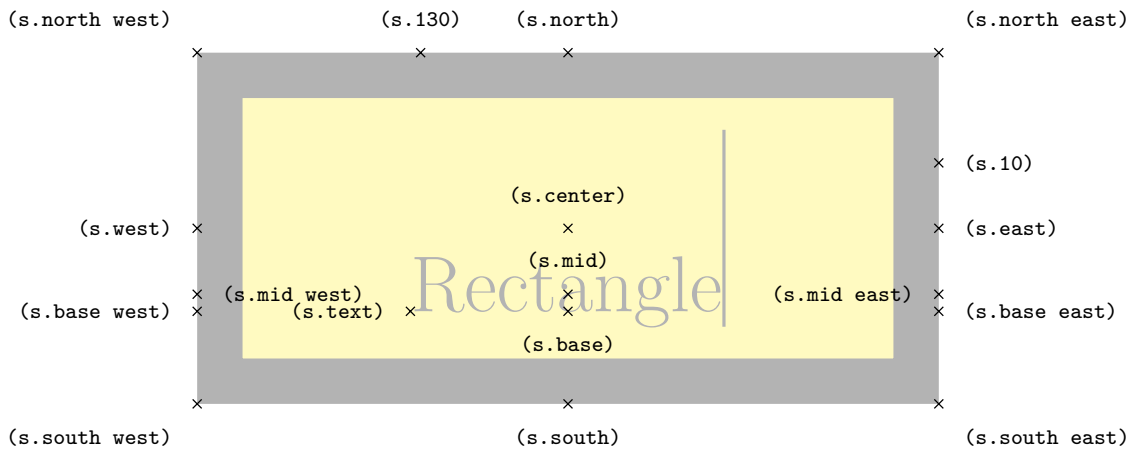 (s.north west) (s.130) (s.north) (s.north east)
(s.10)
(s.center)
(s.west) (s.east)
(s.mid)
Rectangle
(s.mid west) (s.mid east)
(s.base west) (s.text) (s.base east)
(s.base)
(s.south west) (s.south) (s.south east)